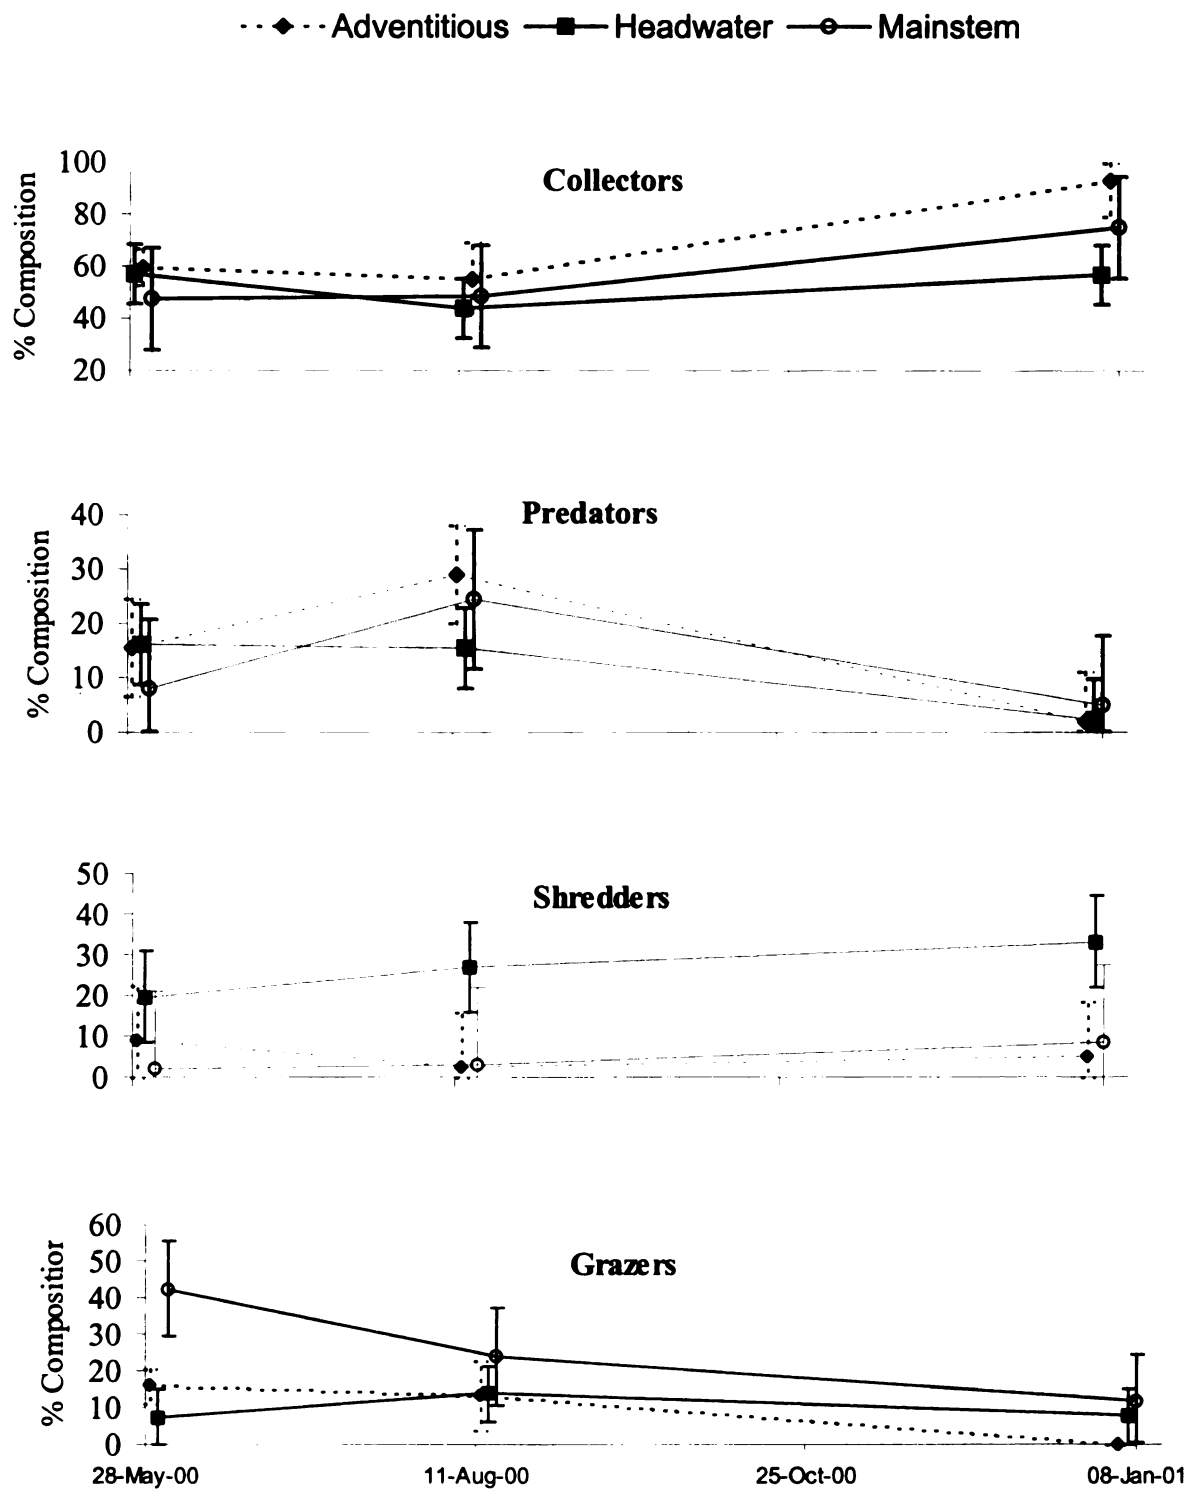 Adventitious Headwater Mainstem
Collectors
% Composition
100
80
60
40
20
Predators
% Composition
40
30
20
10
0
Shredders
50
40
30
20
10
0
Grazers
% Compositior
60
50
40
30
20
10
0
28-May-00 11-Aug-00 25-Oct-00 08-Jan-01